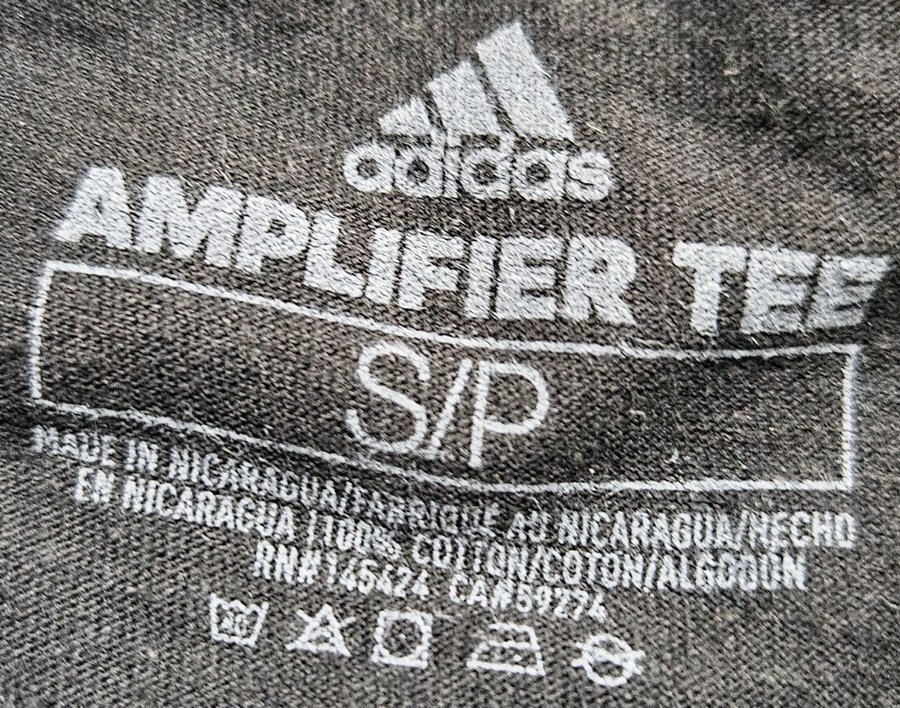 adidas
AMPLIFIER TEE
S/P
MADE IN NICARAGUA/FABRIQUÉ AU NICARAGUA/HECHO
EN NICARAGUA | 100% COTTON/COTON/ALGODÓN
RN#145424 CA#59274